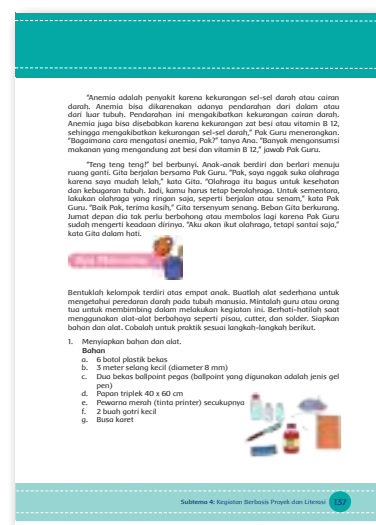 "Anemia adalah penyakit karena kekurangan sel-sel darah atau cairan
darah. Anemia bisa dikarenakan adanya pendarahan dari dalam atau
dari luar tubuh. Pendarahan ini mengakibatkan kekurangan cairan darah.
Anemia juga bisa disebabkan karena kekurangan zat besi atau vitamin B 12,
sehingga mengakibatkan kekurangan sel-sel darah," Pak Guru menerangkan.
"Bagaimana cara mengatasi anemia, Pak?" tanya Ana. "Banyak mengonsumsi
makanan yang mengandung zat besi dan vitamin B 12," jawab Pak Guru.
"Teng teng teng!" bel berbunyi. Anak-anak berdiri dan berlari menuju
ruang ganti. Gita berjalan bersama Pak Guru. "Pak, saya nggak suka olahraga
karena saya mudah lelah," kata Gita. "Olahraga itu bagus untuk kesehatan
dan kebugaran tubuh. Jadi, kamu harus tetap berolahraga. Untuk sementara,
lakukan olahraga yang ringan saja, seperti berjalan atau senam," kata Pak
Guru. "Baik Pak, terima kasih," Gita tersenyum senang. Beban Gita berkurang.
Jumat depan dia tak perlu berbohong atau membolos lagi karena Pak Guru
sudah mengerti keadaan dirinya. "Aku akan ikut olahraga, tetapi santai saja,"
kata Gita dalam hati.
Ayo Mencoba
Bentuklah kelompok terdiri atas empat anak. Buatlah alat sederhana untuk
mengetahui peredaran darah pada tubuh manusia. Mintalah guru atau orang
tua untuk membimbing dalam melakukan kegiatan ini. Berhati-hatilah saat
menggunakan alat-alat berbahaya seperti pisau, cutter, dan solder. Siapkan
bahan dan alat. Cobalah untuk praktik sesuai langkah-langkah berikut.
1. Menyiapkan bahan dan alat.
Bahan
a. 6 botol plastik bekas
b. 3 meter selang kecil (diameter 8 mm)
c. Dua bekas ballpoint pegas (ballpoint yang digunakan adalah jenis gel
pen)
d. Papan triplek 40 x 60 cm
e. Pewarna merah (tinta printer) secukupnya
f. 2 buah gotri kecil
g. Busa karet
Subtema 4: Kegiatan Berbasis Proyek dan Literasi 137